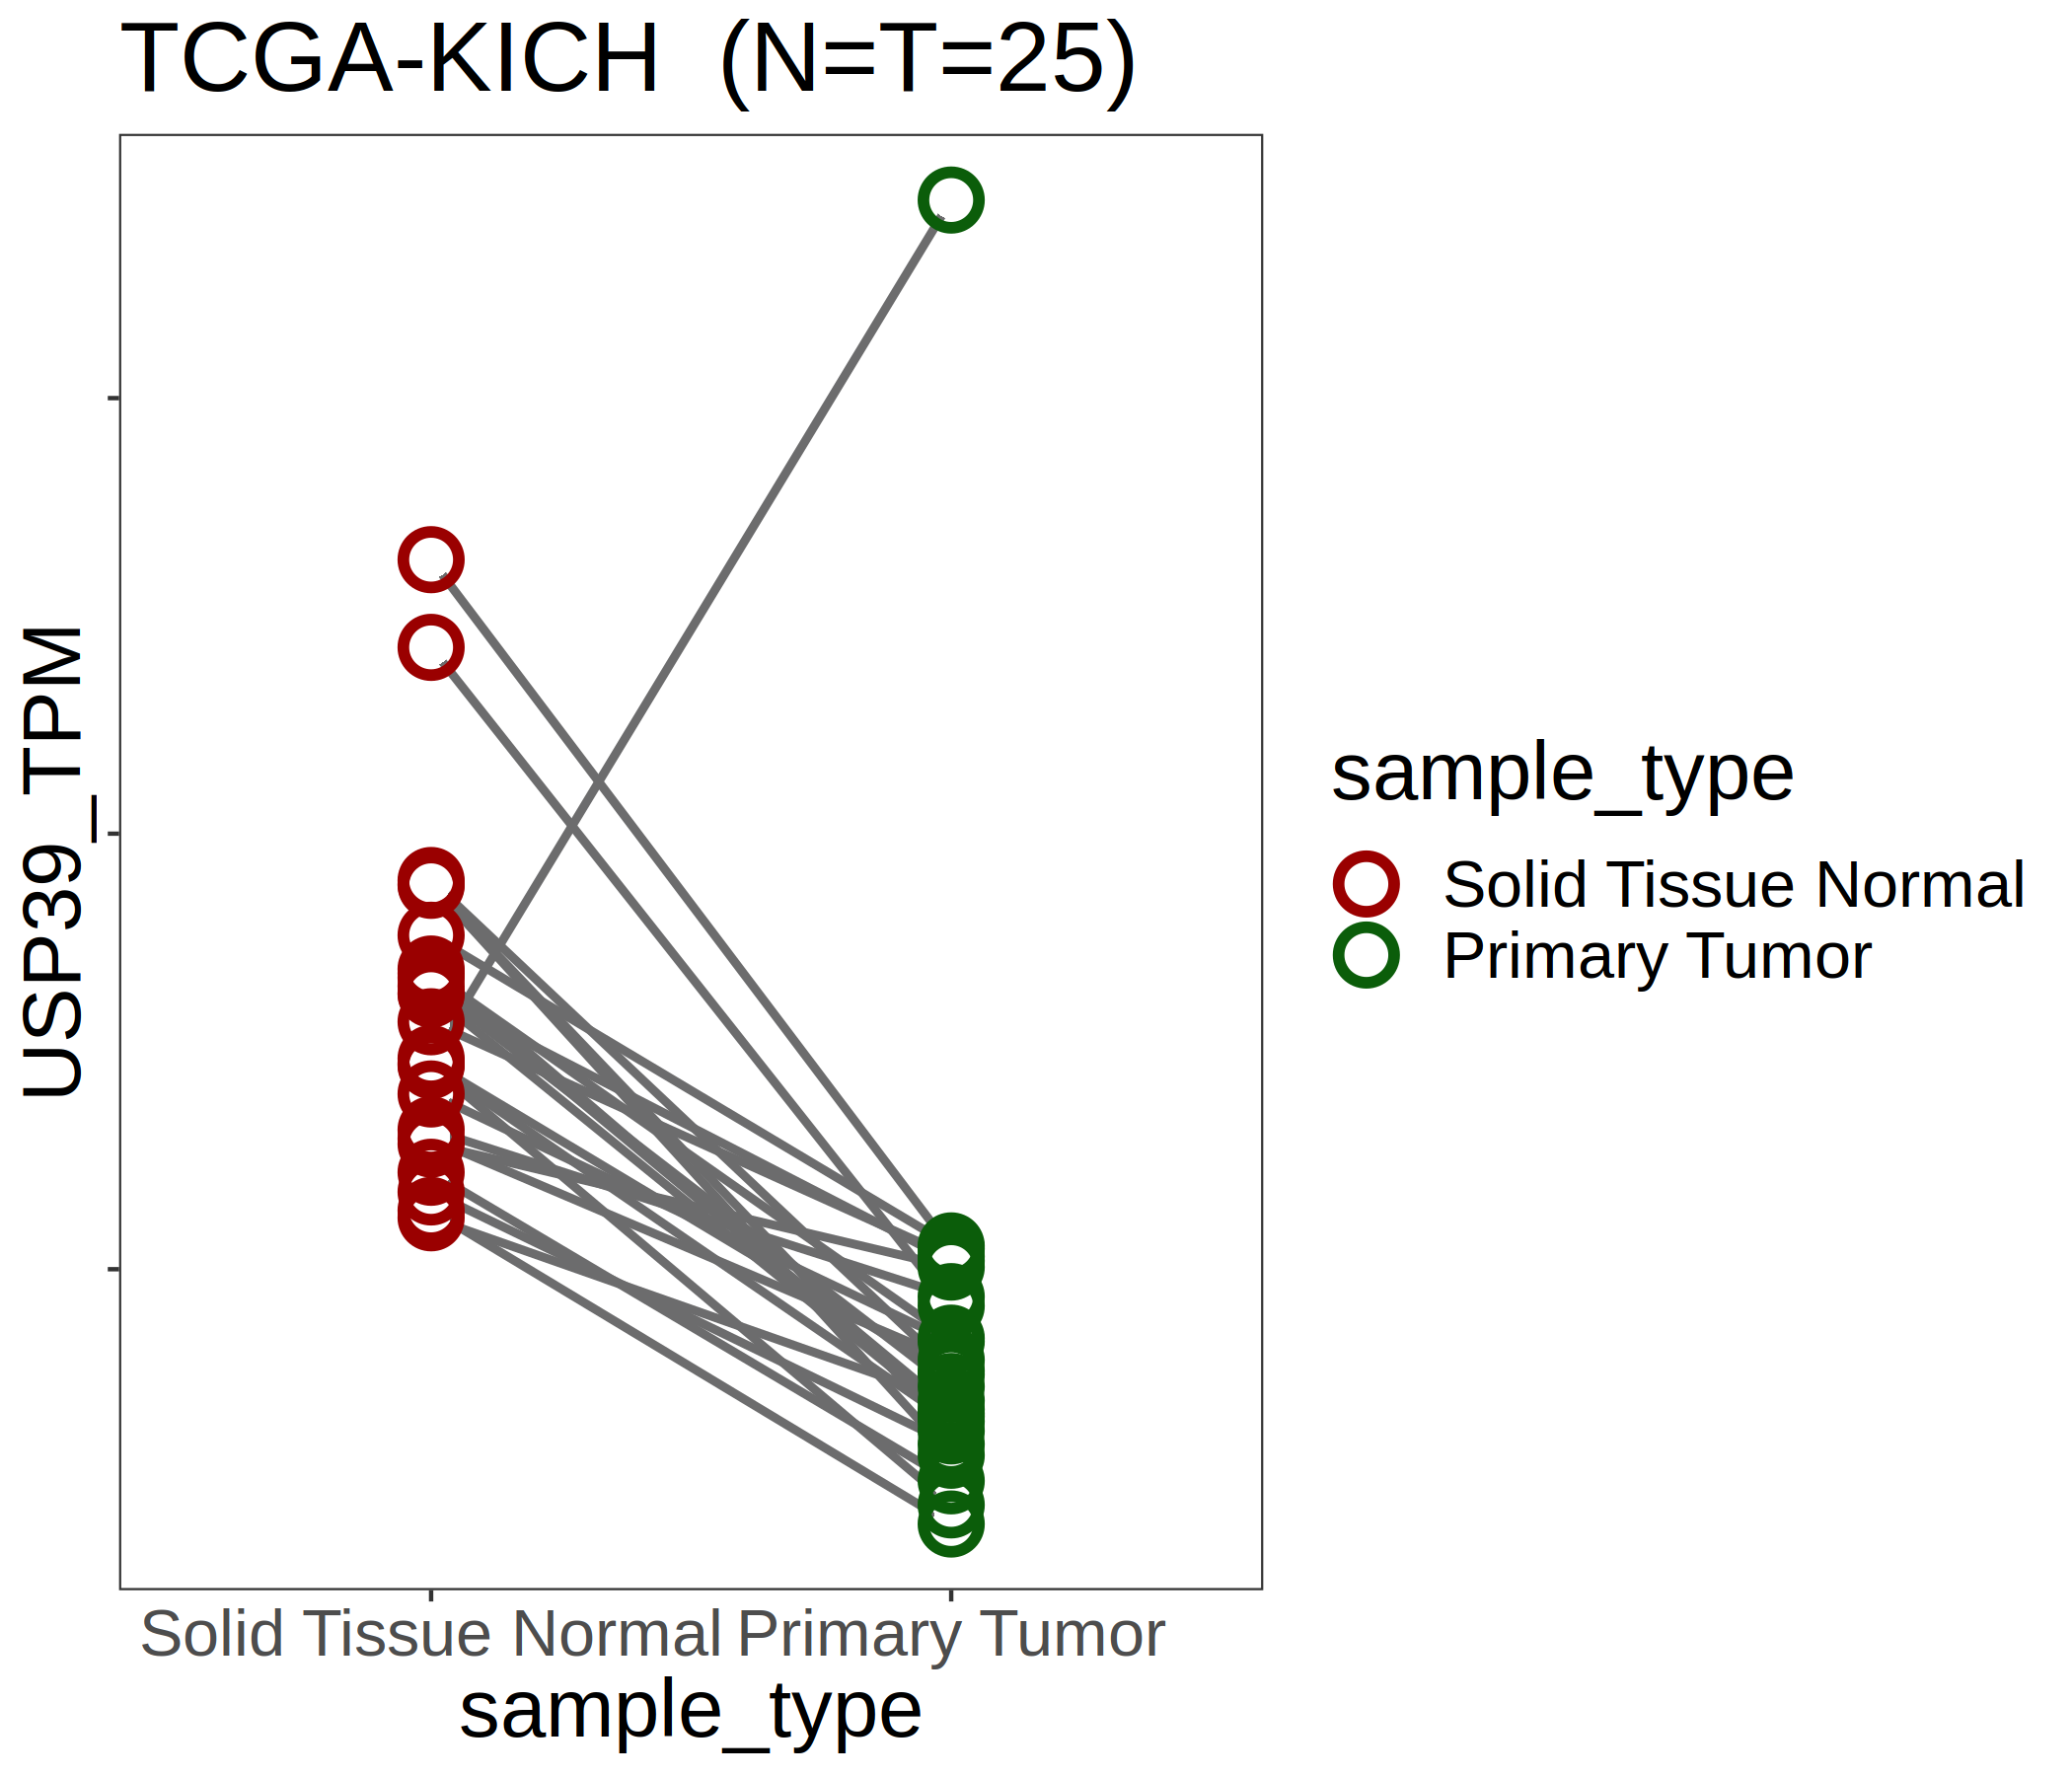 TCGA-KICH (N=T=25)
USP39_TPM
sample_type
Solid Tissue Normal
Primary Tumor
Solid Tissue Normal Primary Tumor
sample_type